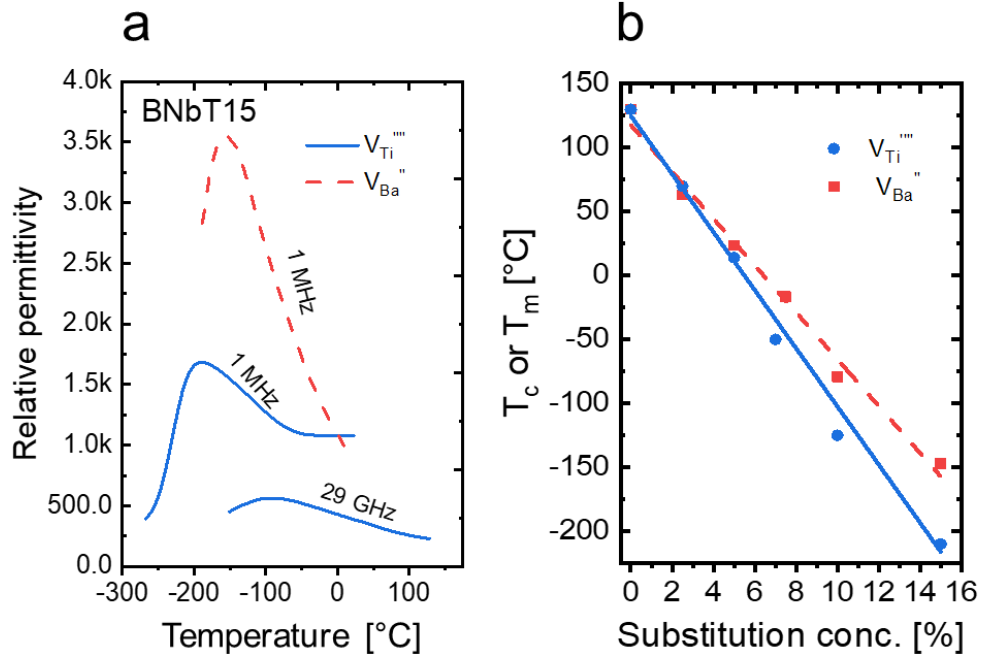 a
4.0k
3.5k
3.0k
2.5k
2.0k
1.5k
1.0k
500.0
0.0
Relative permittivity
BNbT15
V_Ti''''
V_Ba''
1 MHz
1 MHz
29 GHz
-300 -200 -100 0 100
Temperature [°C]
b
150
100
50
0
-50
-100
-150
-200
T_c or T_m [°C]
V_Ti''''
V_Ba''
0 2 4 6 8 10 12 14 16
Substitution conc. [%]